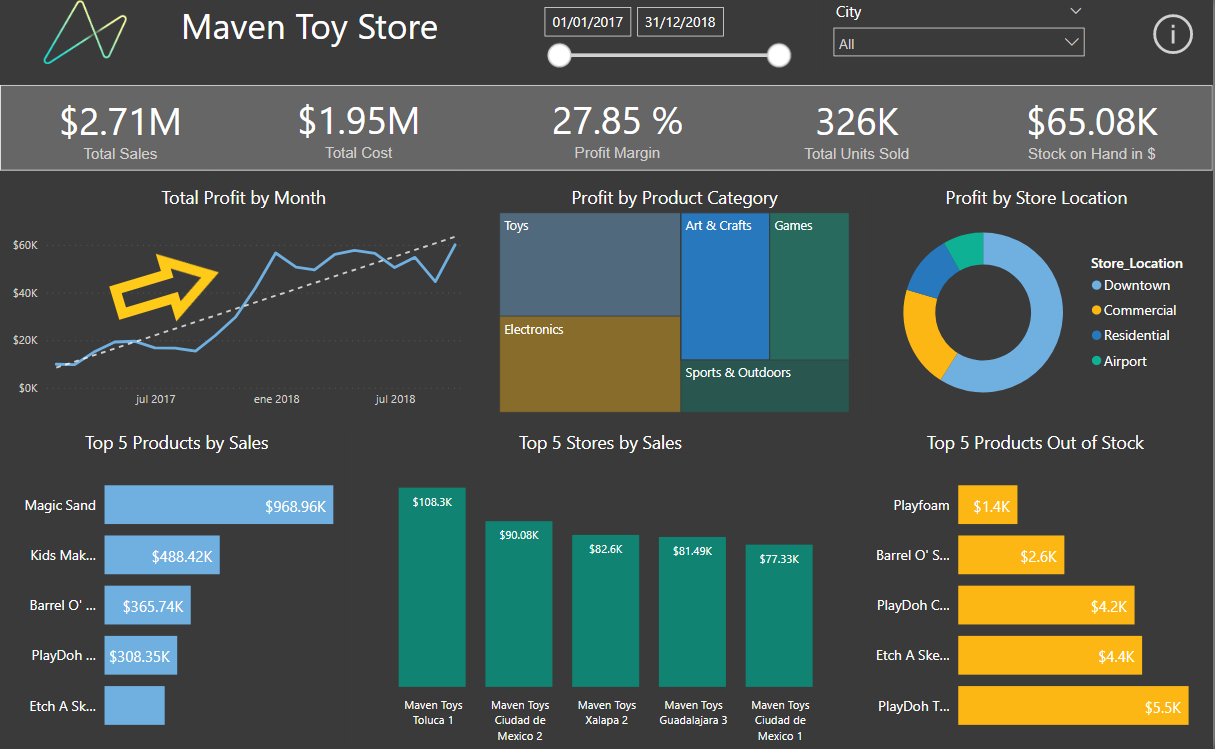 Maven Toy Store
01/01/2017
31/12/2018
City
All
$2.71M
Total Sales
$1.95M
Total Cost
27.85 %
Profit Margin
326K
Total Units Sold
$65.08K
Stock on Hand in $
Total Profit by Month
$60K
$40K
$20K
$0K
jul 2017
ene 2018
jul 2018
Profit by Product Category
Toys
Art & Crafts
Games
Electronics
Sports & Outdoors
Profit by Store Location
Store_Location
Downtown
Commercial
Residential
Airport
Top 5 Products by Sales
Magic Sand
$968.96K
Kids Mak...
$488.42K
Barrel O' ...
$365.74K
PlayDoh ...
$308.35K
Etch A Sk...
Top 5 Stores by Sales
$108.3K
$90.08K
$82.6K
$81.49K
$77.33K
Maven Toys
Toluca 1
Maven Toys
Ciudad de
Mexico 2
Maven Toys
Xalapa 2
Maven Toys
Guadalajara 3
Maven Toys
Ciudad de
Mexico 1
Top 5 Products Out of Stock
Playfoam
$1.4K
Barrel O' S...
$2.6K
PlayDoh C...
$4.2K
Etch A Ske...
$4.4K
PlayDoh T...
$5.5K